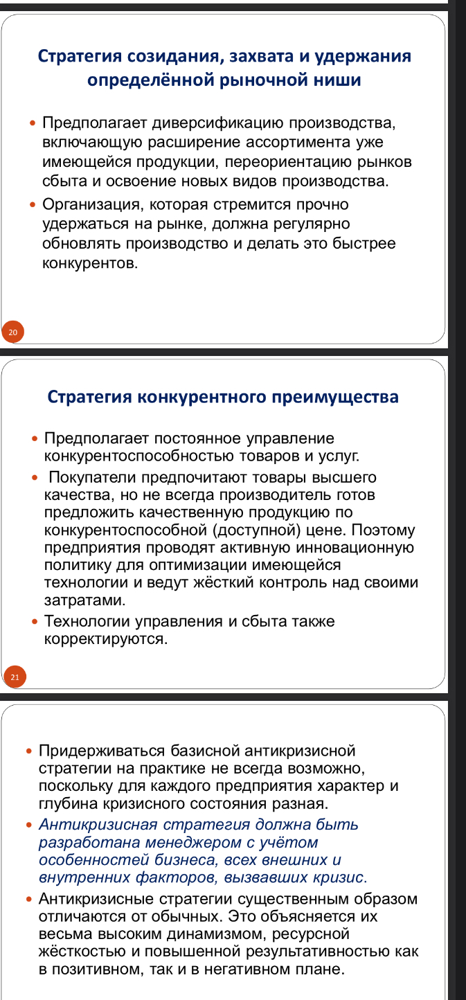 Стратегия созидания, захвата и удержания
определённой рыночной ниши
• Предполагает диверсификацию производства,
включающую расширение ассортимента уже
имеющейся продукции, переориентацию рынков
сбыта и освоение новых видов производства.
• Организация, которая стремится прочно
удержаться на рынке, должна регулярно
обновлять производство и делать это быстрее
конкурентов.
20
Стратегия конкурентного преимущества
• Предполагает постоянное управление
конкурентоспособностью товаров и услуг.
• Покупатели предпочитают товары высшего
качества, но не всегда производитель готов
предложить качественную продукцию по
конкурентоспособной (доступной) цене. Поэтому
предприятия проводят активную инновационную
политику для оптимизации имеющейся
технологии и ведут жёсткий контроль над своими
затратами.
• Технологии управления и сбыта также
корректируются.
21
• Придерживаться базисной антикризисной
стратегии на практике не всегда возможно,
поскольку для каждого предприятия характер и
глубина кризисного состояния разная.
• Антикризисная стратегия должна быть
разработана менеджером с учётом
особенностей бизнеса, всех внешних и
внутренних факторов, вызвавших кризис.
• Антикризисные стратегии существенным образом
отличаются от обычных. Это объясняется их
весьма высоким динамизмом, ресурсной
жёсткостью и повышенной результативностью как
в позитивном, так и в негативном плане.